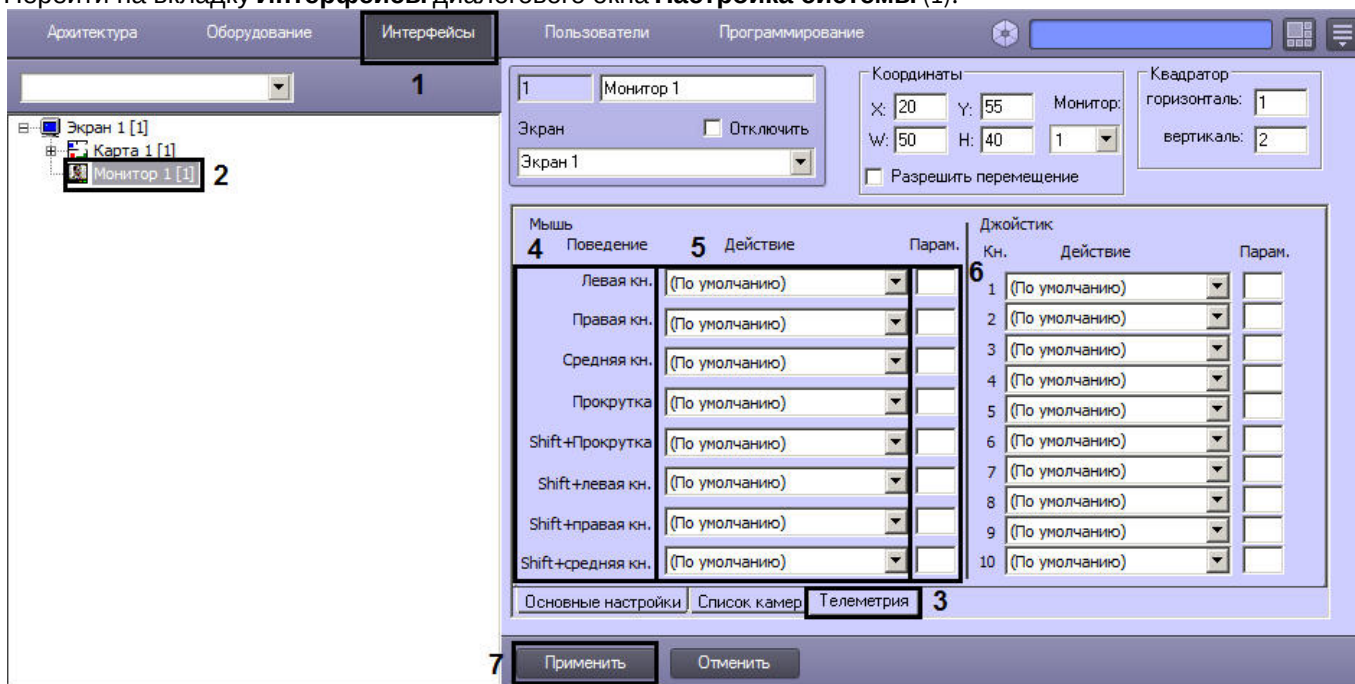 Перейти на вкладку Интерфейсы диалогового окна Настройка системы (1).
Архитектура Оборудование Интерфейсы Пользователи Программирование
1
Экран 1 [1]
Карта 1 [1]
Монитор 1 [1] 2
1 Монитор 1
Экран Отключить
Экран 1
Координаты
X: 20 Y: 55 Монитор:
W: 50 H: 40 1
Разрешить перемещение
Квадратор
горизонталь: 1
вертикаль: 2
Мышь
4 Поведение 5 Действие Парам.
Левая кн. (По умолчанию)
Правая кн. (По умолчанию)
Средняя кн. (По умолчанию)
Прокрутка (По умолчанию)
Shift+Прокрутка (По умолчанию)
Shift+левая кн. (По умолчанию)
Shift+правая кн. (По умолчанию)
Shift+средняя кн. (По умолчанию)
Джойстик
Кн. Действие Парам.
6
1 (По умолчанию)
2 (По умолчанию)
3 (По умолчанию)
4 (По умолчанию)
5 (По умолчанию)
6 (По умолчанию)
7 (По умолчанию)
8 (По умолчанию)
9 (По умолчанию)
10 (По умолчанию)
Основные настройки Список камер Телеметрия 3
7 Применить Отменить